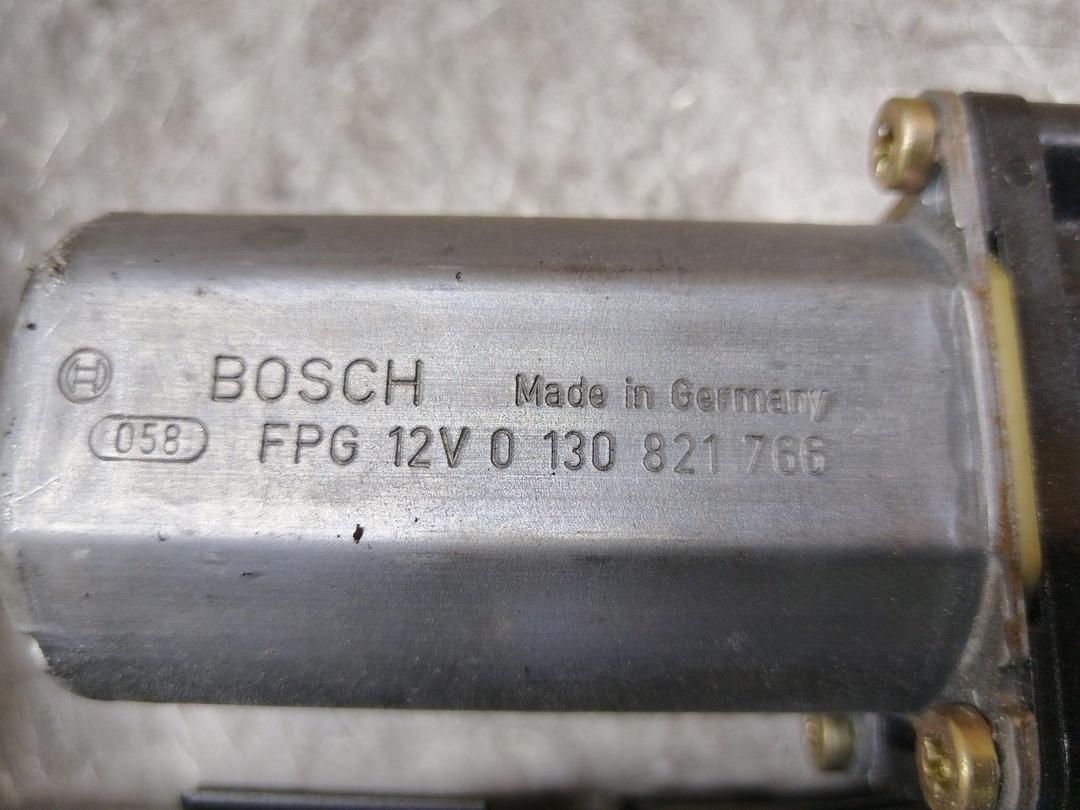 BOSCH Made in Germany
058 FPG 12V 0 130 821 766